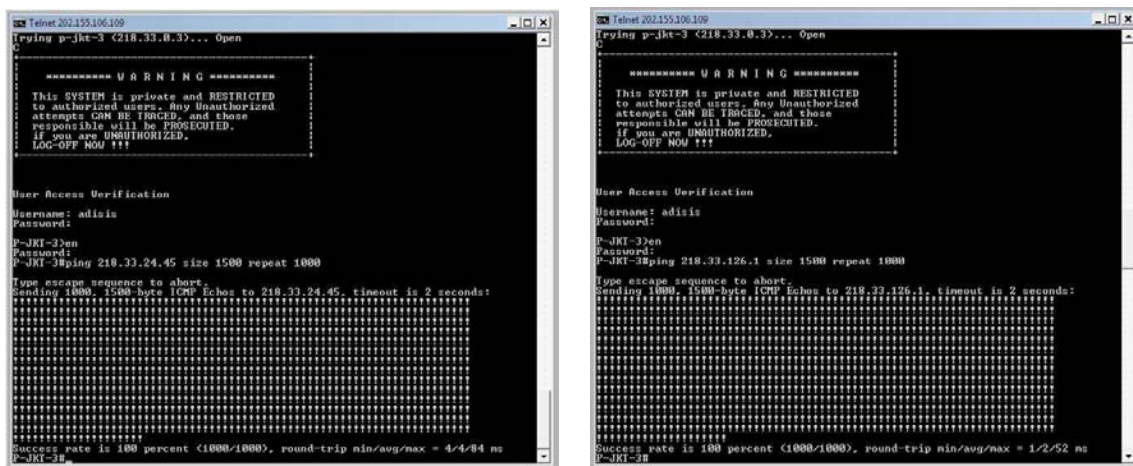 Telnet 202.155.106.109
Trying p-jkt-3 (218.33.0.3)... Open
C
********** W A R N I N G **********
This SYSTEM is private and RESTRICTED
to authorized users. Any Unauthorized
attempts CAN BE TRACED, and those
responsible will be PROSECUTED.
if you are UNAUTHORIZED,
LOG-OFF NOW !!!
User Access Verification
Username: adisis
Password:
P-JKT-3>en
Password:
P-JKT-3#ping 218.33.24.45 size 1500 repeat 1000
Type escape sequence to abort.
Sending 1000, 1500-byte ICMP Echos to 218.33.24.45, timeout is 2 seconds:
!!!!!!!!!!!!!!!!!!!!!!!!!!!!!!!!!!!!!!!!!!!!!!!!!!!!!!!!!!!!!!!!!!!!!!
!!!!!!!!!!!!!!!!!!!!!!!!!!!!!!!!!!!!!!!!!!!!!!!!!!!!!!!!!!!!!!!!!!!!!!
!!!!!!!!!!!!!!!!!!!!!!!!!!!!!!!!!!!!!!!!!!!!!!!!!!!!!!!!!!!!!!!!!!!!!!
!!!!!!!!!!!!!!!!!!!!!!!!!!!!!!!!!!!!!!!!!!!!!!!!!!!!!!!!!!!!!!!!!!!!!!
!!!!!!!!!!!!!!!!!!!!!!!!!!!!!!!!!!!!!!!!!!!!!!!!!!!!!!!!!!!!!!!!!!!!!!
!!!!!!!!!!!!!!!!!!!!!!!!!!!!!!!!!!!!!!!!!!!!!!!!!!!!!!!!!!!!!!!!!!!!!!
!!!!!!!!!!!!!!!!!!!!!!!!!!!!!!!!!!!!!!!!!!!!!!!!!!!!!!!!!!!!!!!!!!!!!!
!!!!!!!!!!!!!!!!!!!!!!!!!!!!!!!!!!!!!!!!!!!!!!!!!!!!!!!!!!!!!!!!!!!!!!
!!!!!!!!!!!!!!!!!!!!!!!!!!!!!!!!!!!!!!!!!!!!!!!!!!!!!!!!!!!!!!!!!!!!!!
!!!!!!!!!!!!!!!!!!!!!!!!!!!!!!!!!!!!!!!!!!!!!!!!!!!!!!!!!!!!!!!!!!!!!!
!!!!!!!!!!!!!!!!!!!!!!!!!!!!!!!!!!!!!!!!!!!!!!!!!!!!!!!!!!!!!!!!!!!!!!
!!!!!!!!!!!!!!!!!!!!!!!!!!!!!!!!!!!!!!!!!!!!!!!!!!!!!!!!!!!!!!!!!!!!!!
!!!!!!!!!!!!!!!!!!!!!!!!!!!!!!!!!!!!!!!!!!!!!!!!!!!!!!!!!!!!!!!!!!!!!!
!!!!!!!!!!!!!!!!!!!!!!!!!!!!!!!!!!!!!!!!!!!!!!!!!!!!!!!!!!!!!!!!!!!!!!
!!!!!!!!!!!!!!!!!!!!
Success rate is 100 percent (1000/1000), round-trip min/avg/max = 4/4/84 ms
P-JKT-3#_
Telnet 202.155.106.109
Trying p-jkt-3 (218.33.0.3)... Open
C
********** W A R N I N G **********
This SYSTEM is private and RESTRICTED
to authorized users. Any Unauthorized
attempts CAN BE TRACED, and those
responsible will be PROSECUTED.
if you are UNAUTHORIZED,
LOG-OFF NOW !!!
User Access Verification
Username: adisis
Password:
P-JKT-3>en
Password:
P-JKT-3#ping 218.33.126.1 size 1500 repeat 1000
Type escape sequence to abort.
Sending 1000, 1500-byte ICMP Echos to 218.33.126.1, timeout is 2 seconds:
!!!!!!!!!!!!!!!!!!!!!!!!!!!!!!!!!!!!!!!!!!!!!!!!!!!!!!!!!!!!!!!!!!!!!!
!!!!!!!!!!!!!!!!!!!!!!!!!!!!!!!!!!!!!!!!!!!!!!!!!!!!!!!!!!!!!!!!!!!!!!
!!!!!!!!!!!!!!!!!!!!!!!!!!!!!!!!!!!!!!!!!!!!!!!!!!!!!!!!!!!!!!!!!!!!!!
!!!!!!!!!!!!!!!!!!!!!!!!!!!!!!!!!!!!!!!!!!!!!!!!!!!!!!!!!!!!!!!!!!!!!!
!!!!!!!!!!!!!!!!!!!!!!!!!!!!!!!!!!!!!!!!!!!!!!!!!!!!!!!!!!!!!!!!!!!!!!
!!!!!!!!!!!!!!!!!!!!!!!!!!!!!!!!!!!!!!!!!!!!!!!!!!!!!!!!!!!!!!!!!!!!!!
!!!!!!!!!!!!!!!!!!!!!!!!!!!!!!!!!!!!!!!!!!!!!!!!!!!!!!!!!!!!!!!!!!!!!!
!!!!!!!!!!!!!!!!!!!!!!!!!!!!!!!!!!!!!!!!!!!!!!!!!!!!!!!!!!!!!!!!!!!!!!
!!!!!!!!!!!!!!!!!!!!!!!!!!!!!!!!!!!!!!!!!!!!!!!!!!!!!!!!!!!!!!!!!!!!!!
!!!!!!!!!!!!!!!!!!!!!!!!!!!!!!!!!!!!!!!!!!!!!!!!!!!!!!!!!!!!!!!!!!!!!!
!!!!!!!!!!!!!!!!!!!!!!!!!!!!!!!!!!!!!!!!!!!!!!!!!!!!!!!!!!!!!!!!!!!!!!
!!!!!!!!!!!!!!!!!!!!!!!!!!!!!!!!!!!!!!!!!!!!!!!!!!!!!!!!!!!!!!!!!!!!!!
!!!!!!!!!!!!!!!!!!!!!!!!!!!!!!!!!!!!!!!!!!!!!!!!!!!!!!!!!!!!!!!!!!!!!!
!!!!!!!!!!!!!!!!!!!!!!!!!!!!!!!!!!!!!!!!!!!!!!!!!!!!!!!!!!!!!!!!!!!!!!
!!!!!!!!!!!!!!!!!!!!
Success rate is 100 percent (1000/1000), round-trip min/avg/max = 1/2/52 ms
P-JKT-3#